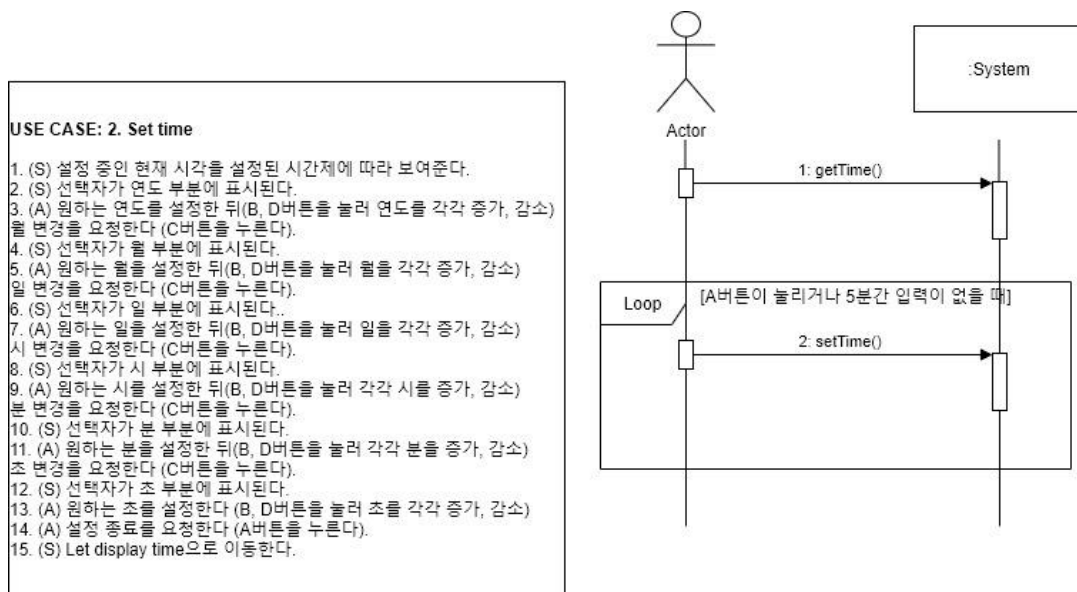 USE CASE: 2. Set time
1. (S) 설정 중인 현재 시각을 설정된 시간제에 따라 보여준다.
2. (S) 선택자가 연도 부분에 표시된다.
3. (A) 원하는 연도를 설정한 뒤(B, D버튼을 눌러 연도를 각각 증가, 감소)
월 변경을 요청한다 (C버튼을 누른다).
4. (S) 선택자가 월 부분에 표시된다.
5. (A) 원하는 월을 설정한 뒤(B, D버튼을 눌러 월을 각각 증가, 감소)
일 변경을 요청한다 (C버튼을 누른다).
6. (S) 선택자가 일 부분에 표시된다..
7. (A) 원하는 일을 설정한 뒤(B, D버튼을 눌러 일을 각각 증가, 감소)
시 변경을 요청한다 (C버튼을 누른다).
8. (S) 선택자가 시 부분에 표시된다.
9. (A) 원하는 시를 설정한 뒤(B, D버튼을 눌러 각각 시를 증가, 감소)
분 변경을 요청한다 (C버튼을 누른다).
10. (S) 선택자가 분 부분에 표시된다.
11. (A) 원하는 분을 설정한 뒤(B, D버튼을 눌러 각각 분을 증가, 감소)
초 변경을 요청한다 (C버튼을 누른다).
12. (S) 선택자가 초 부분에 표시된다.
13. (A) 원하는 초를 설정한다 (B, D버튼을 눌러 초를 각각 증가, 감소)
14. (A) 설정 종료를 요청한다 (A버튼을 누른다).
15. (S) Let display time으로 이동한다.
Actor
:System
1: getTime()
Loop
[A버튼이 눌리거나 5분간 입력이 없을 때]
2: setTime()